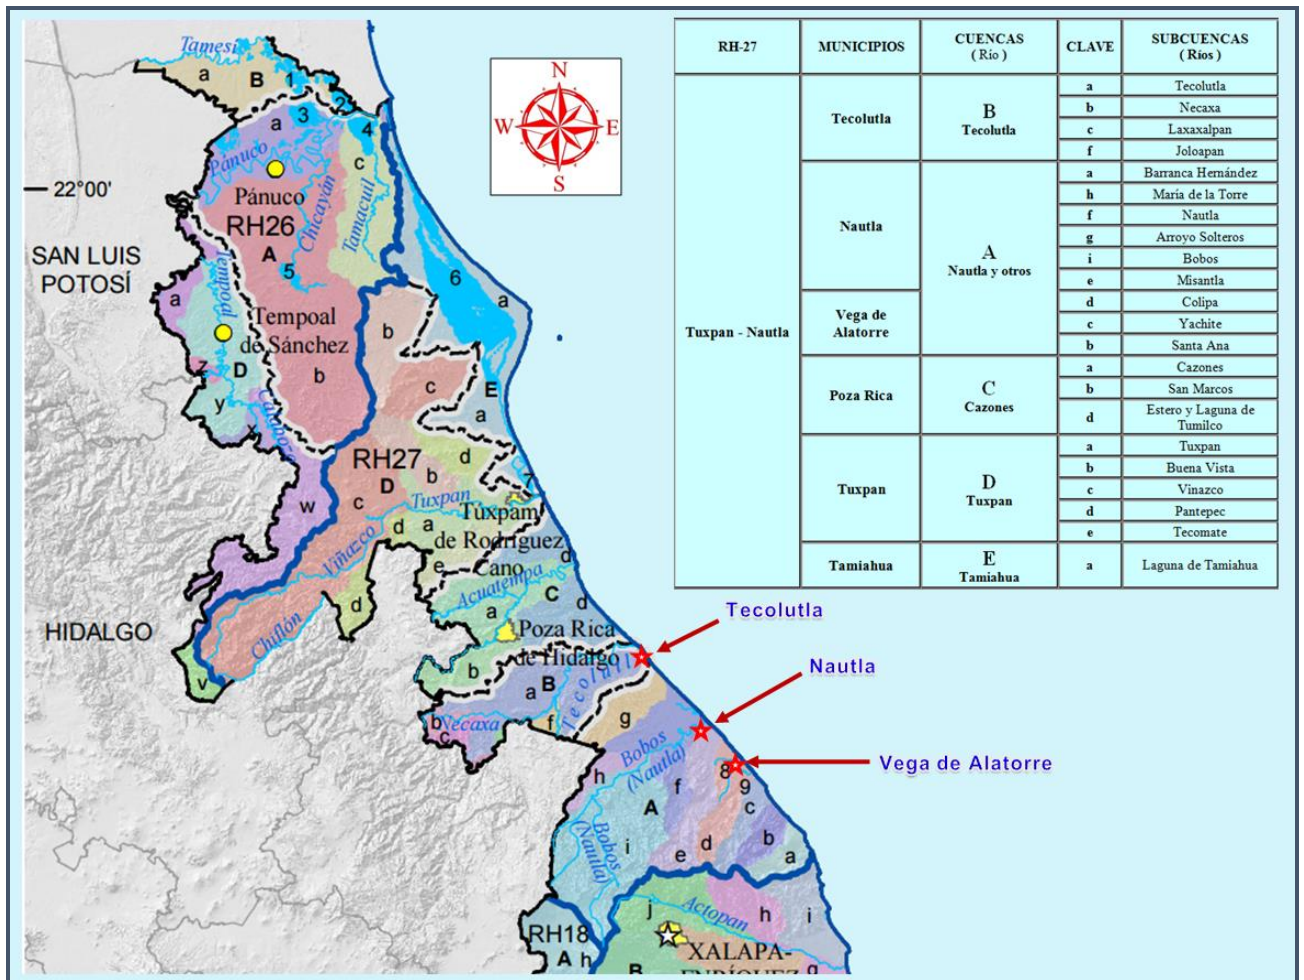 RH-27 MUNICIPIOS CUENCAS (Río) CLAVE SUBCUENCAS (Ríos)
Tuxpan - Nautla
Tecolutla
B
Tecolutla
a Tecolutla
b Necaxa
c Laxaxalpan
f Joloapan
Nautla
A
Nautla y otros
a Barranca Hernández
h María de la Torre
f Nautla
g Arroyo Solteros
i Bobos
e Misantla
Vega de Alatorre
d Colipa
c Yachite
b Santa Ana
Poza Rica
C
Cazones
a Cazones
b San Marcos
d Estero y Laguna de Tumilco
Tuxpan
D
Tuxpan
a Tuxpan
b Buena Vista
c Vinazco
d Pantepec
e Tecomate
Tamiahua
E
Tamiahua
a Laguna de Tamiahua
N
W E
S
Tamesí
a B 1
2
3
4
a
Pánuco
c
22°00'
Pánuco
RH26
Chicayán
Tamacuil
A
5
6
a
SAN LUIS
POTOSÍ
Tempoal
a
Tempoal
de Sánchez
b
b
z D
c
E
y
a
x
Calabozo
RH27
d
D
b
7
w
c
Tuxpan
Túxpam
d a
de Rodríguez
Cano
Viñazco
e
d
Acuatempa
C
a
d
d
HIDALGO
Chiflón
Poza Rica
de Hidalgo
Tecolutla
b
v
a B
Necaxa
b
c
f
g
Nautla
Bobos
(Nautla)
h
Vega de Alatorre
8
9
f
c
A
b
Bobos
(Nautla)
i
d
e
a
j
Actopan
h
i
RH18
A h
XALAPA-
ENRÍQUEZ
B
g